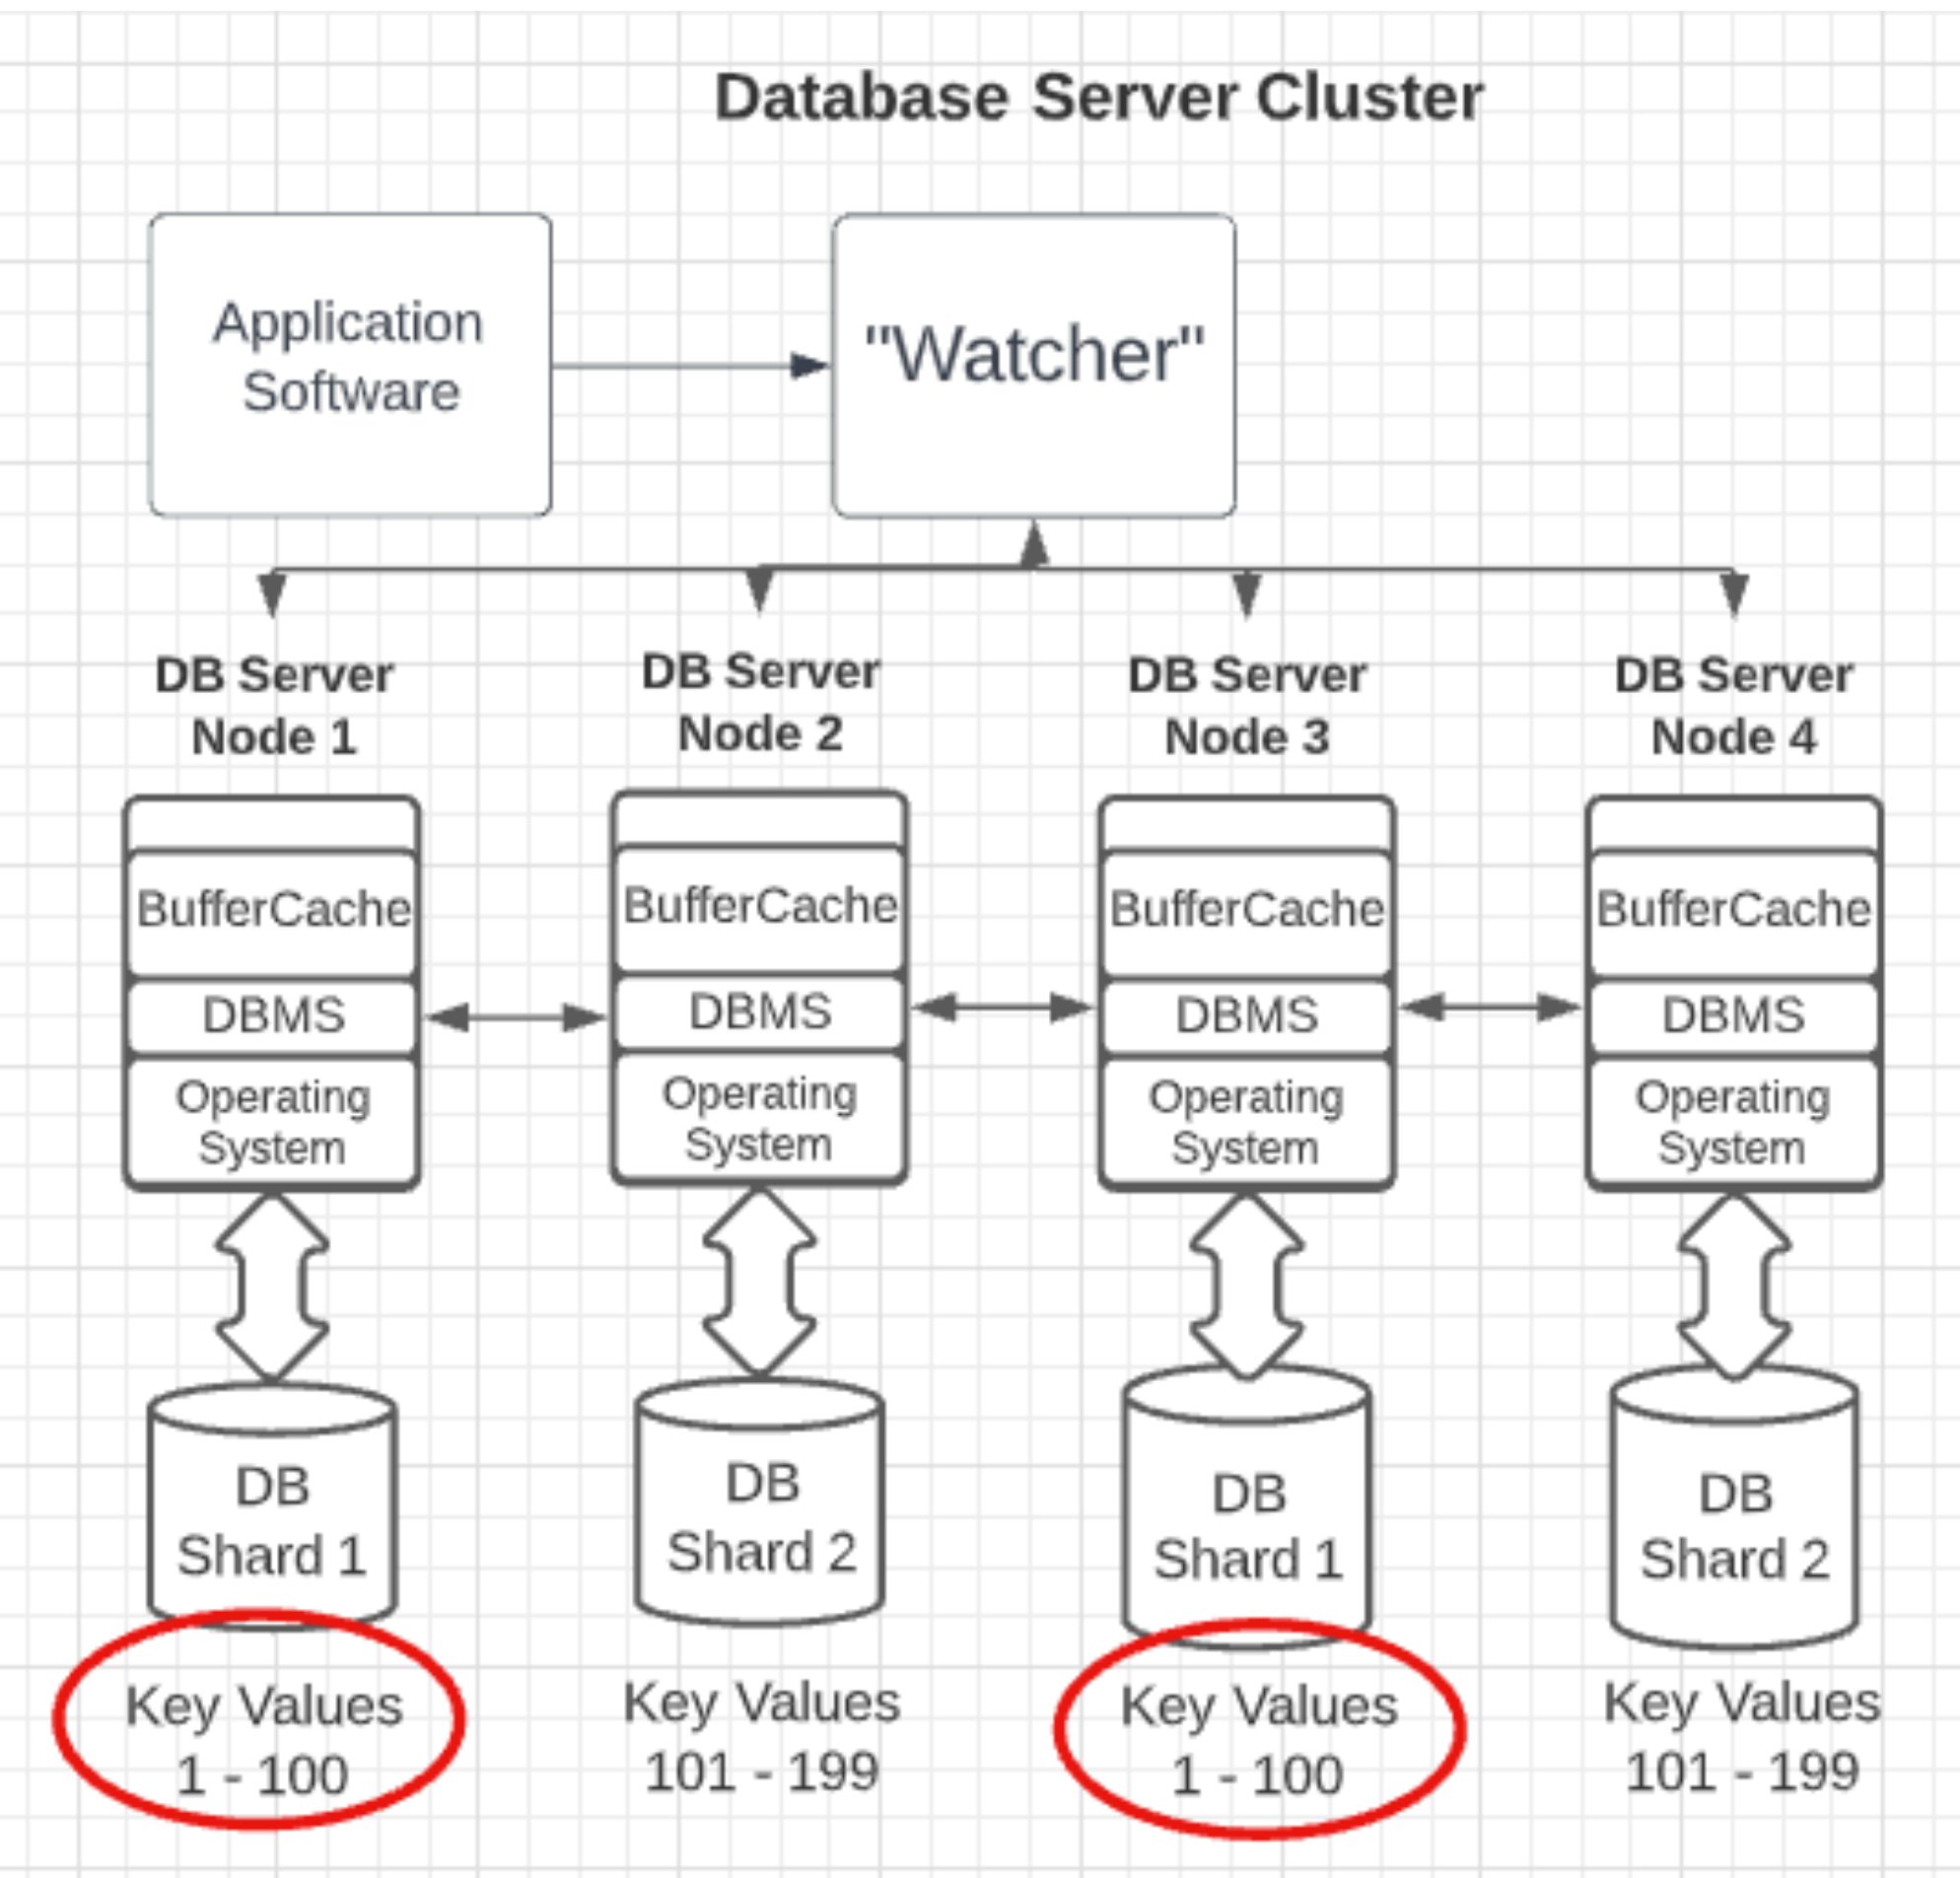 Database Server Cluster
Application
Software
"Watcher"
DB Server
Node 1
DB Server
Node 2
DB Server
Node 3
DB Server
Node 4
BufferCache
DBMS
Operating
System
BufferCache
DBMS
Operating
System
BufferCache
DBMS
Operating
System
BufferCache
DBMS
Operating
System
DB
Shard 1
DB
Shard 2
DB
Shard 1
DB
Shard 2
Key Values
1 - 100
Key Values
101 - 199
Key Values
1 - 100
Key Values
101 - 199